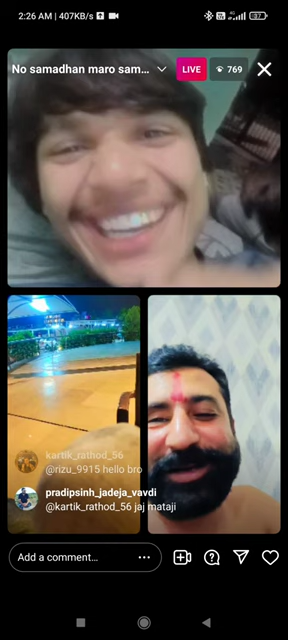 2:26 AM | 407KB/s
37
No samadhan maro sam...
LIVE
769
kartik_rathod_56
@rizu_9915 hello bro
pradipsinh_jadeja_vavdi
@kartik_rathod_56 jaj mataji
Add a comment...